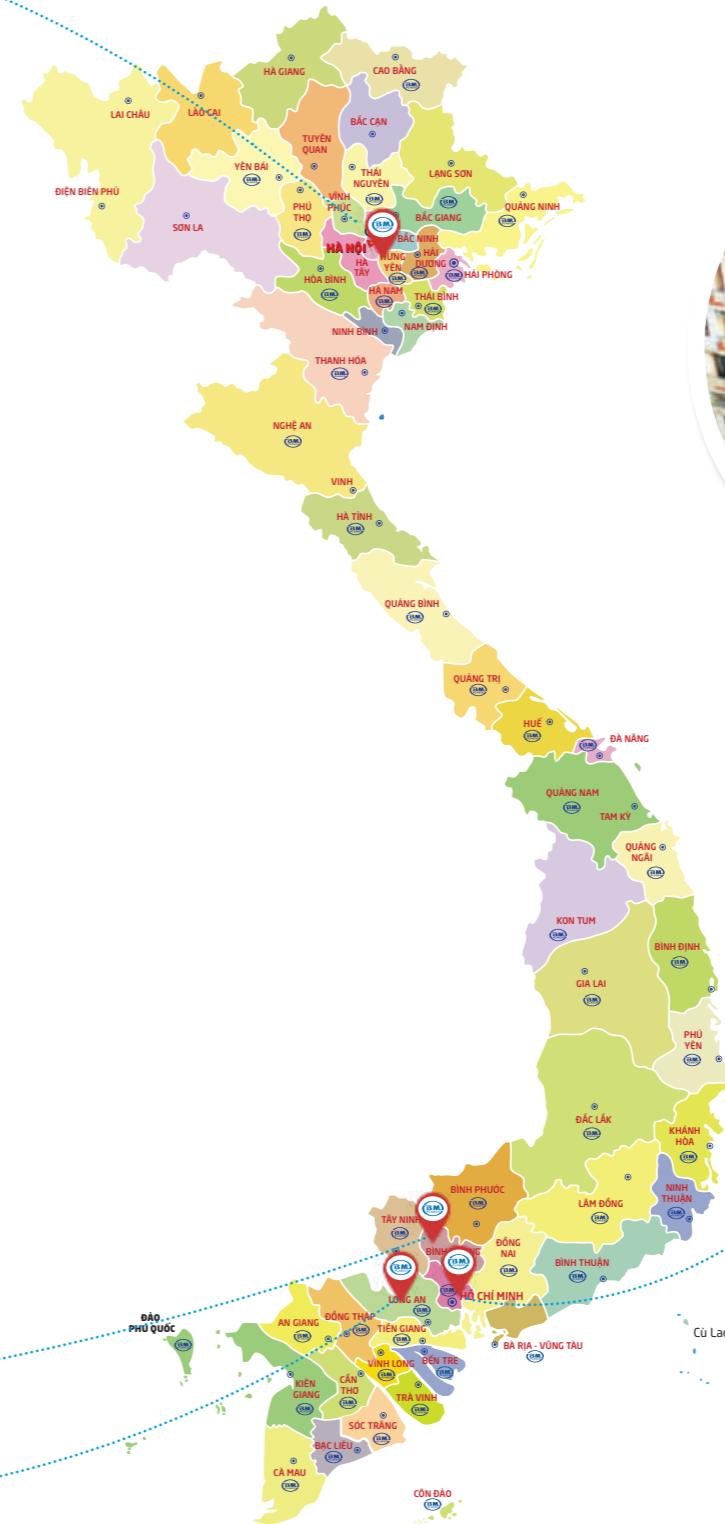 HÀ GIANG
CAO BẰNG
LAI CHÂU
LÀO CAI
BẮC CẠN
TUYÊN
QUAN
YÊN BÁI
THÁI
NGUYÊN
LẠNG SƠN
ĐIỆN BIÊN PHỦ
SƠN LA
PHÚ
THỌ
VĨNH
PHÚC
BẮC GIANG
QUẢNG NINH
BẮC NINH
HÀ NỘI
HÀ
TÂY
HƯNG
YÊN
HẢI
DƯƠNG
HẢI PHÒNG
HÒA BÌNH
HÀ NAM
THÁI BÌNH
NINH BÌNH
NAM ĐỊNH
THANH HÓA
NGHỆ AN
VINH
HÀ TĨNH
QUẢNG BÌNH
QUẢNG TRỊ
HUẾ
ĐÀ NẴNG
QUẢNG NAM
TAM KỲ
QUẢNG
NGÃI
KON TUM
BÌNH ĐỊNH
GIA LAI
PHÚ
YÊN
ĐẮC LẮK
KHÁNH
HÒA
BÌNH PHƯỚC
LÂM ĐỒNG
NINH
THUẬN
TÂY NINH
ĐỒNG
NAI
BÌNH THUẬN
LONG AN
HỒ CHÍ MINH
ĐẢO
PHÚ QUỐC
AN GIANG
ĐỒNG THÁP
TIỀN GIANG
Cù Lao
BÀ RỊA - VŨNG TÀU
VĨNH LONG
BẾN TRE
KIÊN
GIANG
CẦN
THƠ
TRÀ VINH
SÓC TRĂNG
BẠC LIÊU
CÀ MAU
CÔN ĐẢO